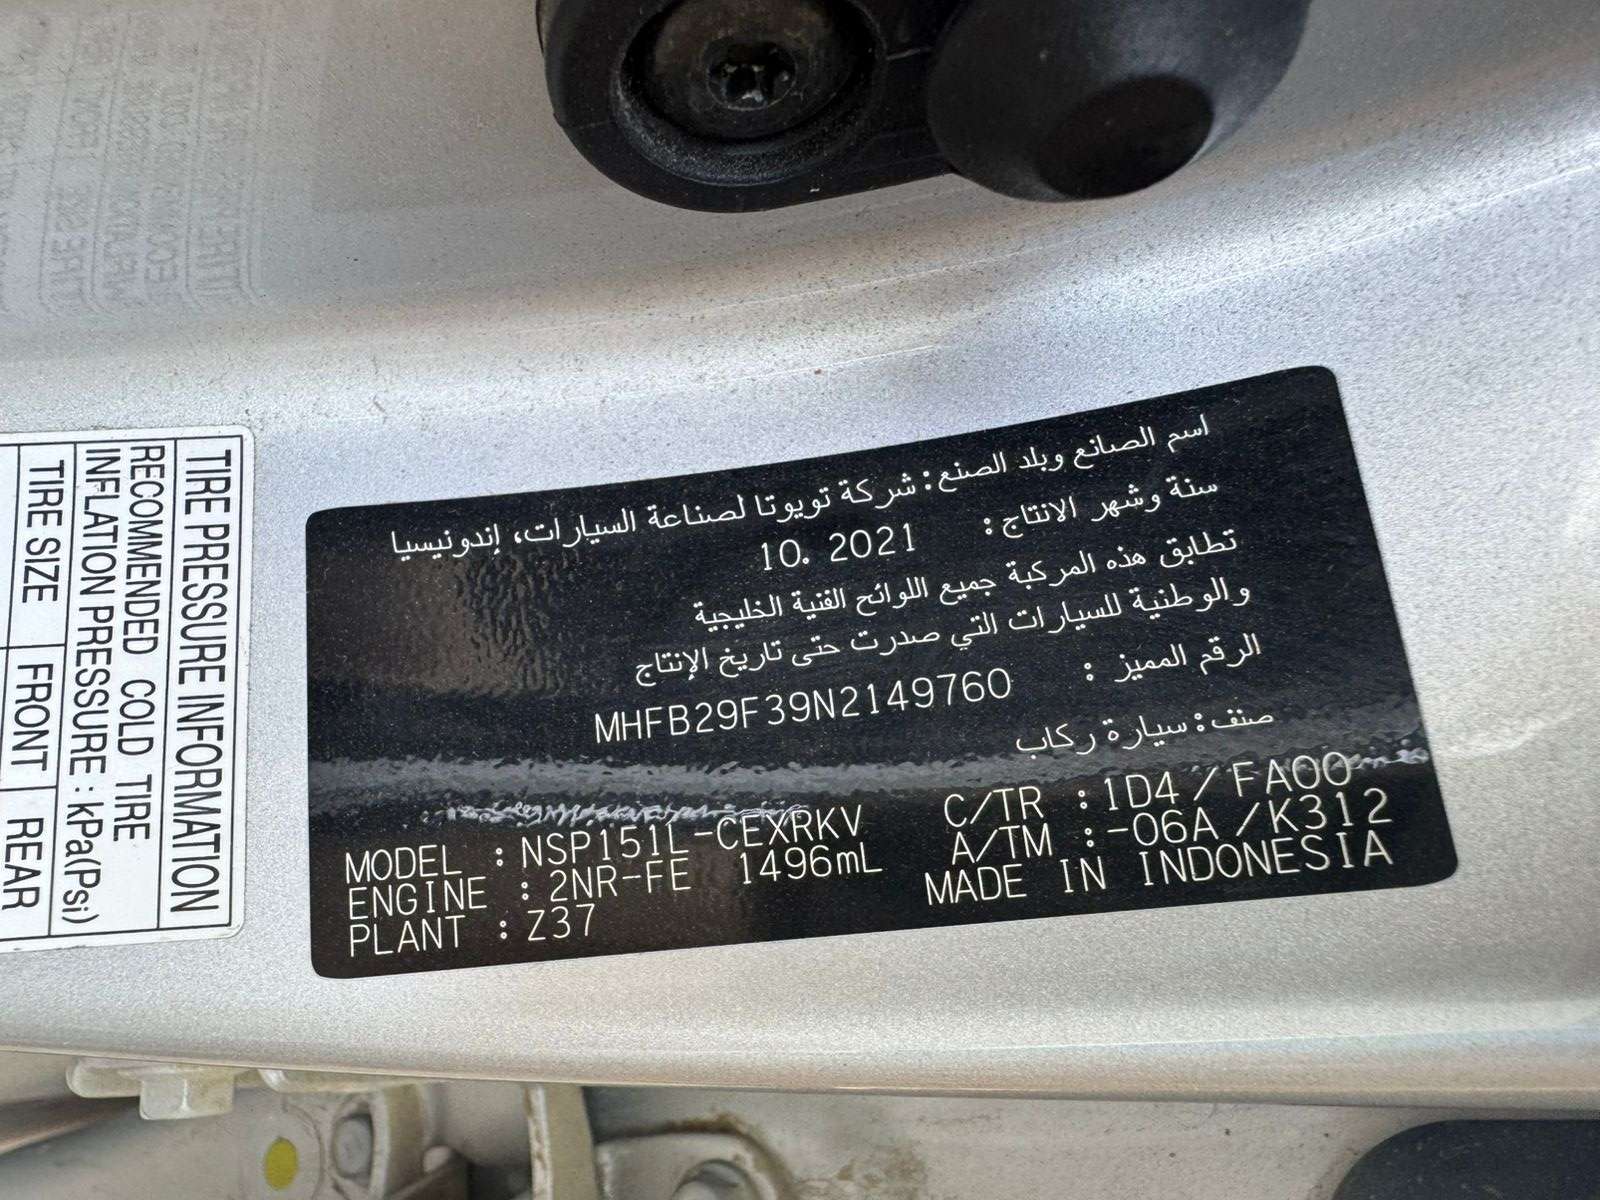 TIRE PRESSURE INFORMATION
RECOMMENDED COLD TIRE
INFLATION PRESSURE : kPa(Psi)
TIRE SIZE FRONT REAR
اسم الصانع وبلد الصنع: شركة تويوتا لصناعة السيارات، إندونيسيا
سنة وشهر الانتاج: 10. 2021
تطابق هذه المركبة جميع اللوائح الفنية الخليجية
والوطنية للسيارات التي صدرت حتى تاريخ الإنتاج
الرقم المميز : MHFB29F39N2149760
صنف: سيارة ركاب
MODEL : NSP151L-CEXRKV C/TR : 1D4/FA00
ENGINE : 2NR-FE 1496mL A/TM : -06A/K312
PLANT : Z37 MADE IN INDONESIA